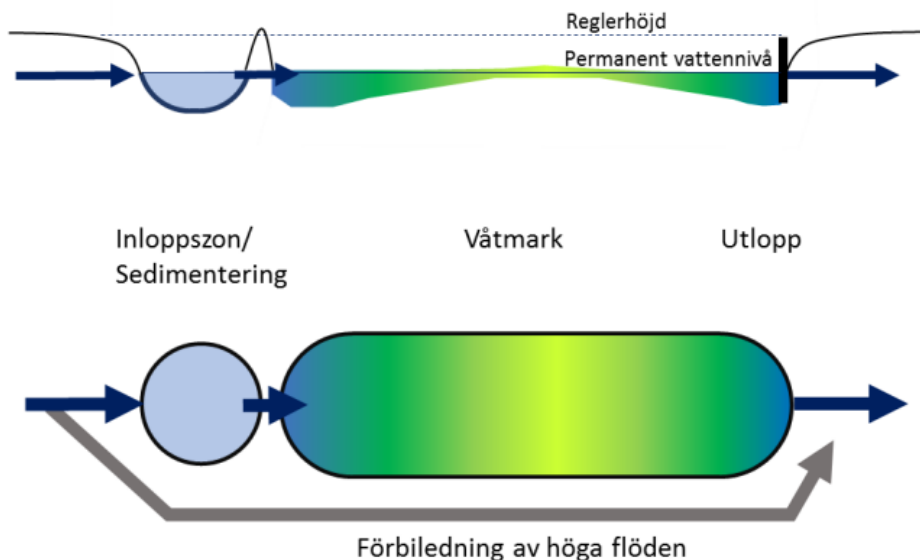 Reglerhöjd
Permanent vattennivå
Inloppszon/
Sedimentering
Våtmark
Utlopp
Förbiledning av höga flöden